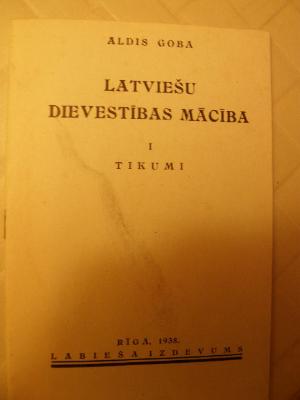 ALDIS GOBA
LATVIEŠU
DIEVESTĪBAS MĀCĪBA
I
TIKUMI
RĪGA, 1938.
LABIEŠA IZDEVUMS